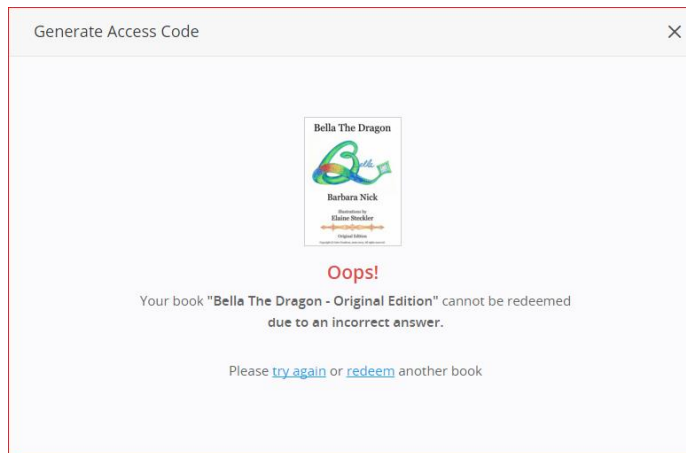 Generate Access Code
Bella The Dragon
Bella
Barbara Nick
Illustrations by
Elaine Steckler
Original Edition
Oops!
Your book "Bella The Dragon - Original Edition" cannot be redeemed
due to an incorrect answer.
Please try again or redeem another book